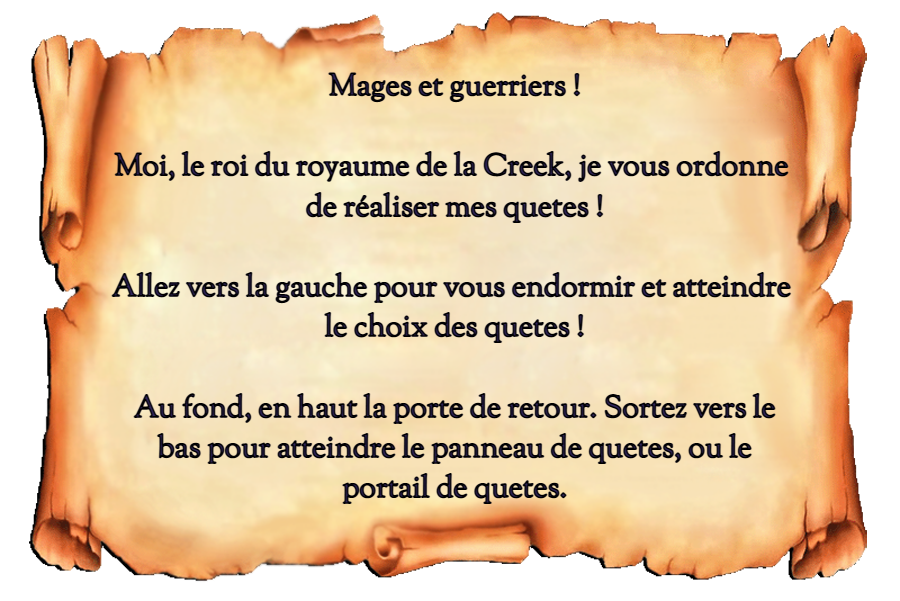 Mages et guerriers !
Moi, le roi du royaume de la Creek, je vous ordonne
de réaliser mes quetes !
Allez vers la gauche pour vous endormir et atteindre
le choix des quetes !
Au fond, en haut la porte de retour. Sortez vers le
bas pour atteindre le panneau de quetes, ou le
portail de quetes.